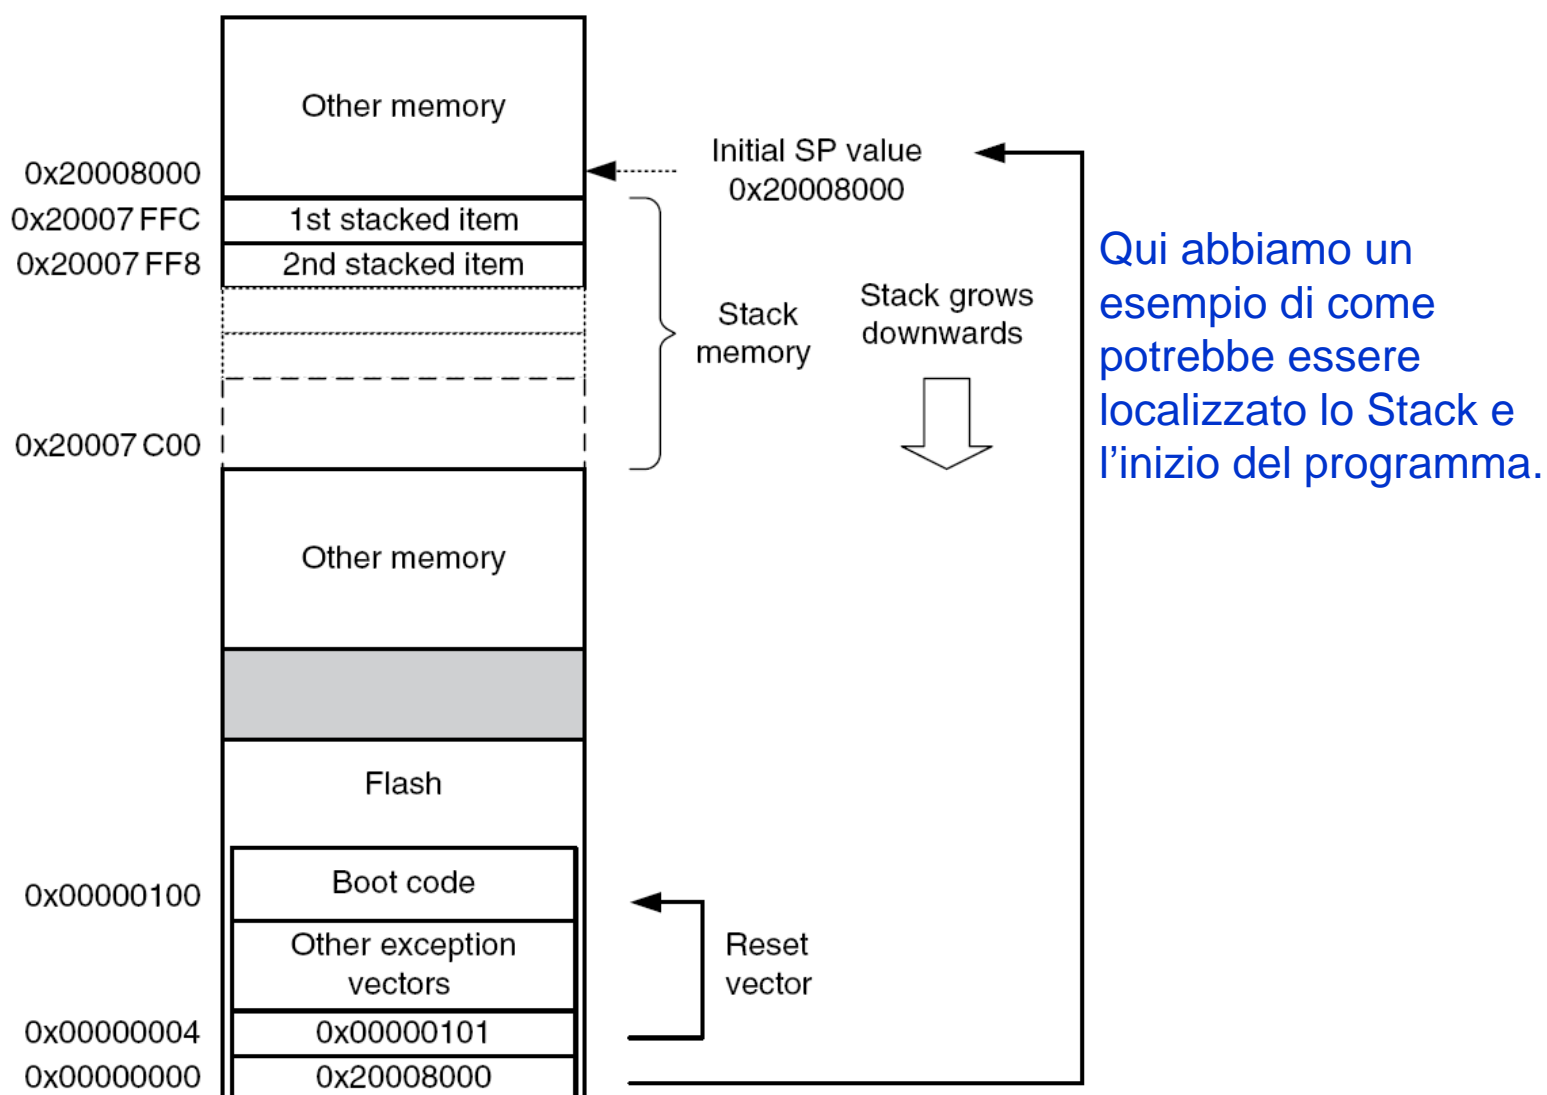 Other memory
Initial SP value
0x20008000
0x20008000
0x20007FFC
1st stacked item
0x20007FF8
2nd stacked item
Stack
memory
Stack grows
downwards
0x20007C00
Qui abbiamo un
esempio di come
potrebbe essere
localizzato lo Stack e
l’inizio del programma.
Other memory
Flash
0x00000100
Boot code
Other exception
vectors
Reset
vector
0x00000004
0x00000101
0x00000000
0x20008000